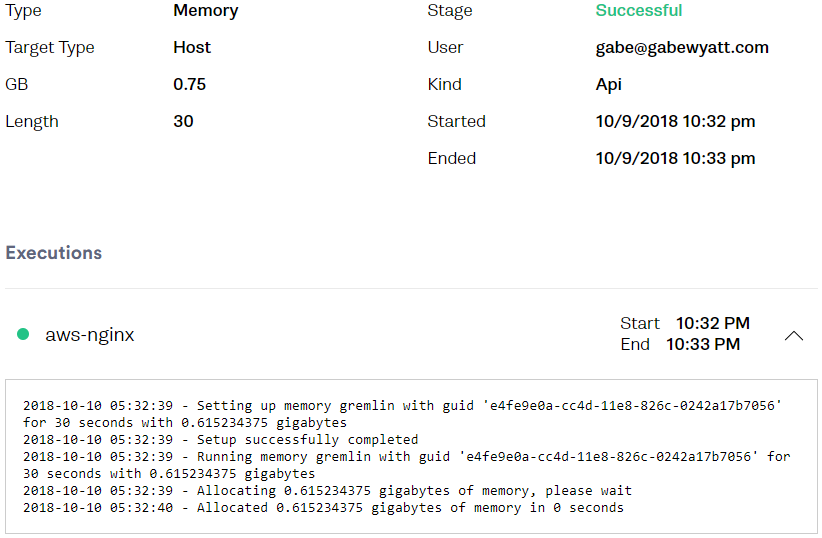 Type Memory Stage Successful
Target Type Host User gabe@gabewyatt.com
GB 0.75 Kind Api
Length 30 Started 10/9/2018 10:32 pm
Ended 10/9/2018 10:33 pm
Executions
aws-nginx
Start 10:32 PM
End 10:33 PM
2018-10-10 05:32:39 - Setting up memory gremlin with guid 'e4fe9e0a-cc4d-11e8-826c-0242a17b7056'
for 30 seconds with 0.615234375 gigabytes
2018-10-10 05:32:39 - Setup successfully completed
2018-10-10 05:32:39 - Running memory gremlin with guid 'e4fe9e0a-cc4d-11e8-826c-0242a17b7056' for
30 seconds with 0.615234375 gigabytes
2018-10-10 05:32:39 - Allocating 0.615234375 gigabytes of memory, please wait
2018-10-10 05:32:40 - Allocated 0.615234375 gigabytes of memory in 0 seconds